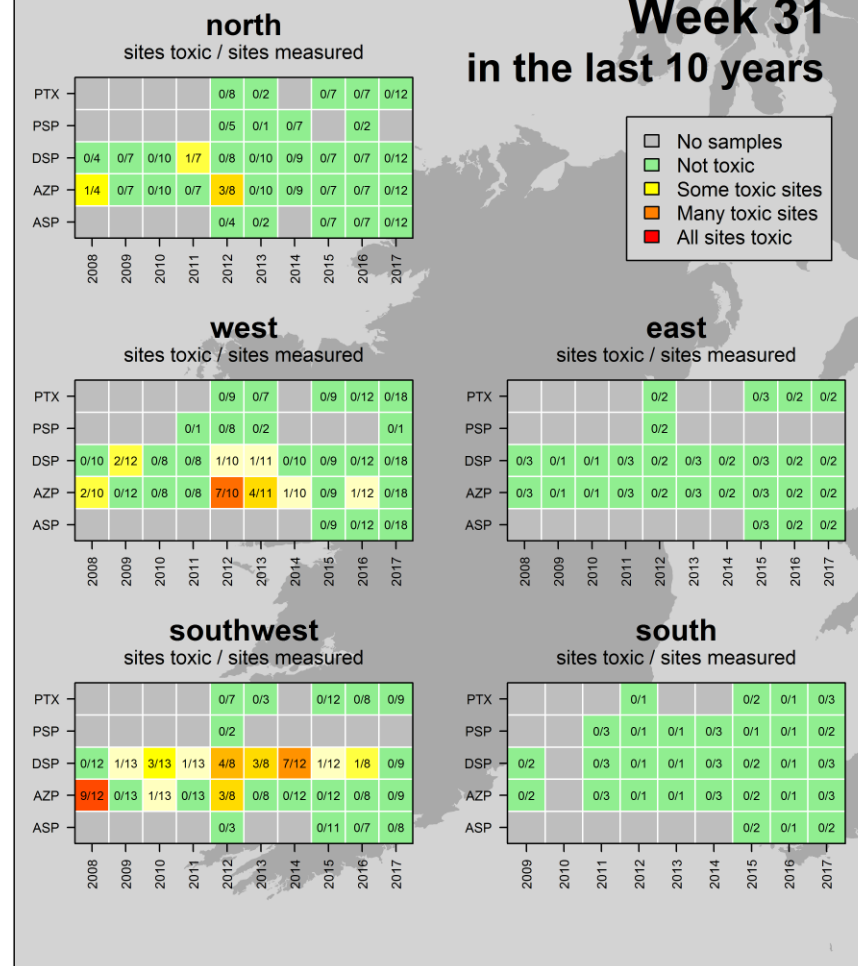 Week 31
in the last 10 years
No samples
Not toxic
Some toxic sites
Many toxic sites
All sites toxic
north
sites toxic / sites measured
PTX 0/8 0/2 0/7 0/7 0/12
PSP 0/5 0/1 0/7 0/2
DSP 0/4 0/7 0/10 1/7 0/8 0/10 0/9 0/7 0/7 0/12
AZP 1/4 0/7 0/10 0/7 3/8 0/10 0/9 0/7 0/7 0/12
ASP 0/4 0/2 0/7 0/7 0/12
2008 2009 2010 2011 2012 2013 2014 2015 2016 2017
west
sites toxic / sites measured
PTX 0/9 0/7 0/9 0/12 0/18
PSP 0/1 0/8 0/2 0/1
DSP 0/10 2/12 0/8 0/8 1/10 1/11 0/10 0/9 0/12 0/18
AZP 2/10 0/12 0/8 0/8 7/10 4/11 1/10 0/9 1/12 0/18
ASP 0/9 0/12 0/18
2008 2009 2010 2011 2012 2013 2014 2015 2016 2017
east
sites toxic / sites measured
PTX 0/2 0/3 0/2 0/2
PSP 0/2
DSP 0/3 0/1 0/1 0/3 0/2 0/3 0/2 0/3 0/2 0/2
AZP 0/3 0/1 0/1 0/3 0/2 0/3 0/2 0/3 0/2 0/2
ASP 0/3 0/2 0/2
2008 2009 2010 2011 2012 2013 2014 2015 2016 2017
southwest
sites toxic / sites measured
PTX 0/7 0/3 0/12 0/8 0/9
PSP 0/2
DSP 0/12 1/13 3/13 1/13 4/8 3/8 7/12 1/12 1/8 0/9
AZP 9/12 0/13 1/13 0/13 3/8 0/8 0/12 0/12 0/8 0/9
ASP 0/3 0/11 0/7 0/8
2008 2009 2010 2011 2012 2013 2014 2015 2016 2017
south
sites toxic / sites measured
PTX 0/1 0/2 0/1 0/3
PSP 0/3 0/1 0/1 0/3 0/1 0/1 0/2
DSP 0/2 0/3 0/1 0/1 0/3 0/2 0/1 0/3
AZP 0/2 0/3 0/1 0/1 0/3 0/2 0/1 0/3
ASP 0/2 0/1 0/2
2009 2010 2011 2012 2013 2014 2015 2016 2017